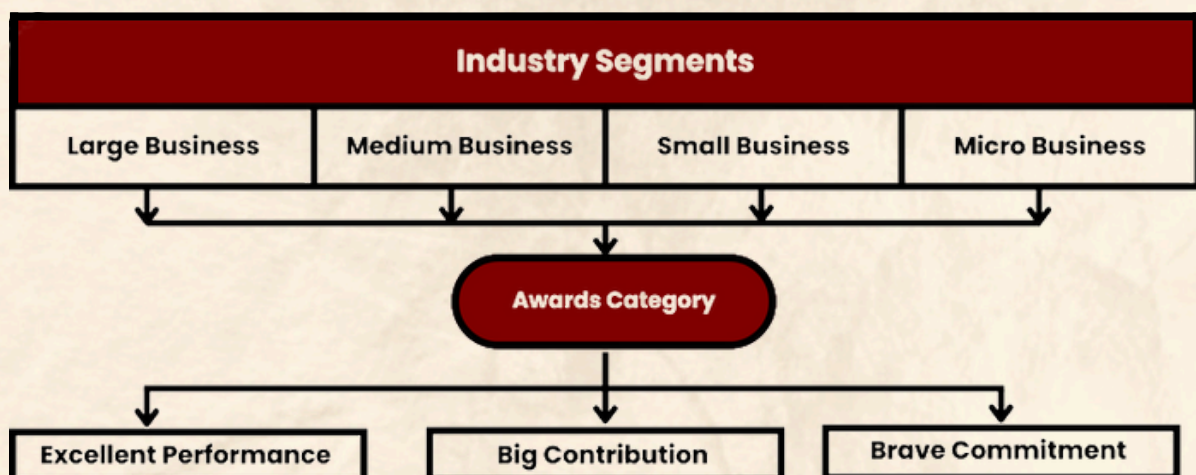 Industry Segments
Large Business
Medium Business
Small Business
Micro Business
Awards Category
Excellent Performance
Big Contribution
Brave Commitment